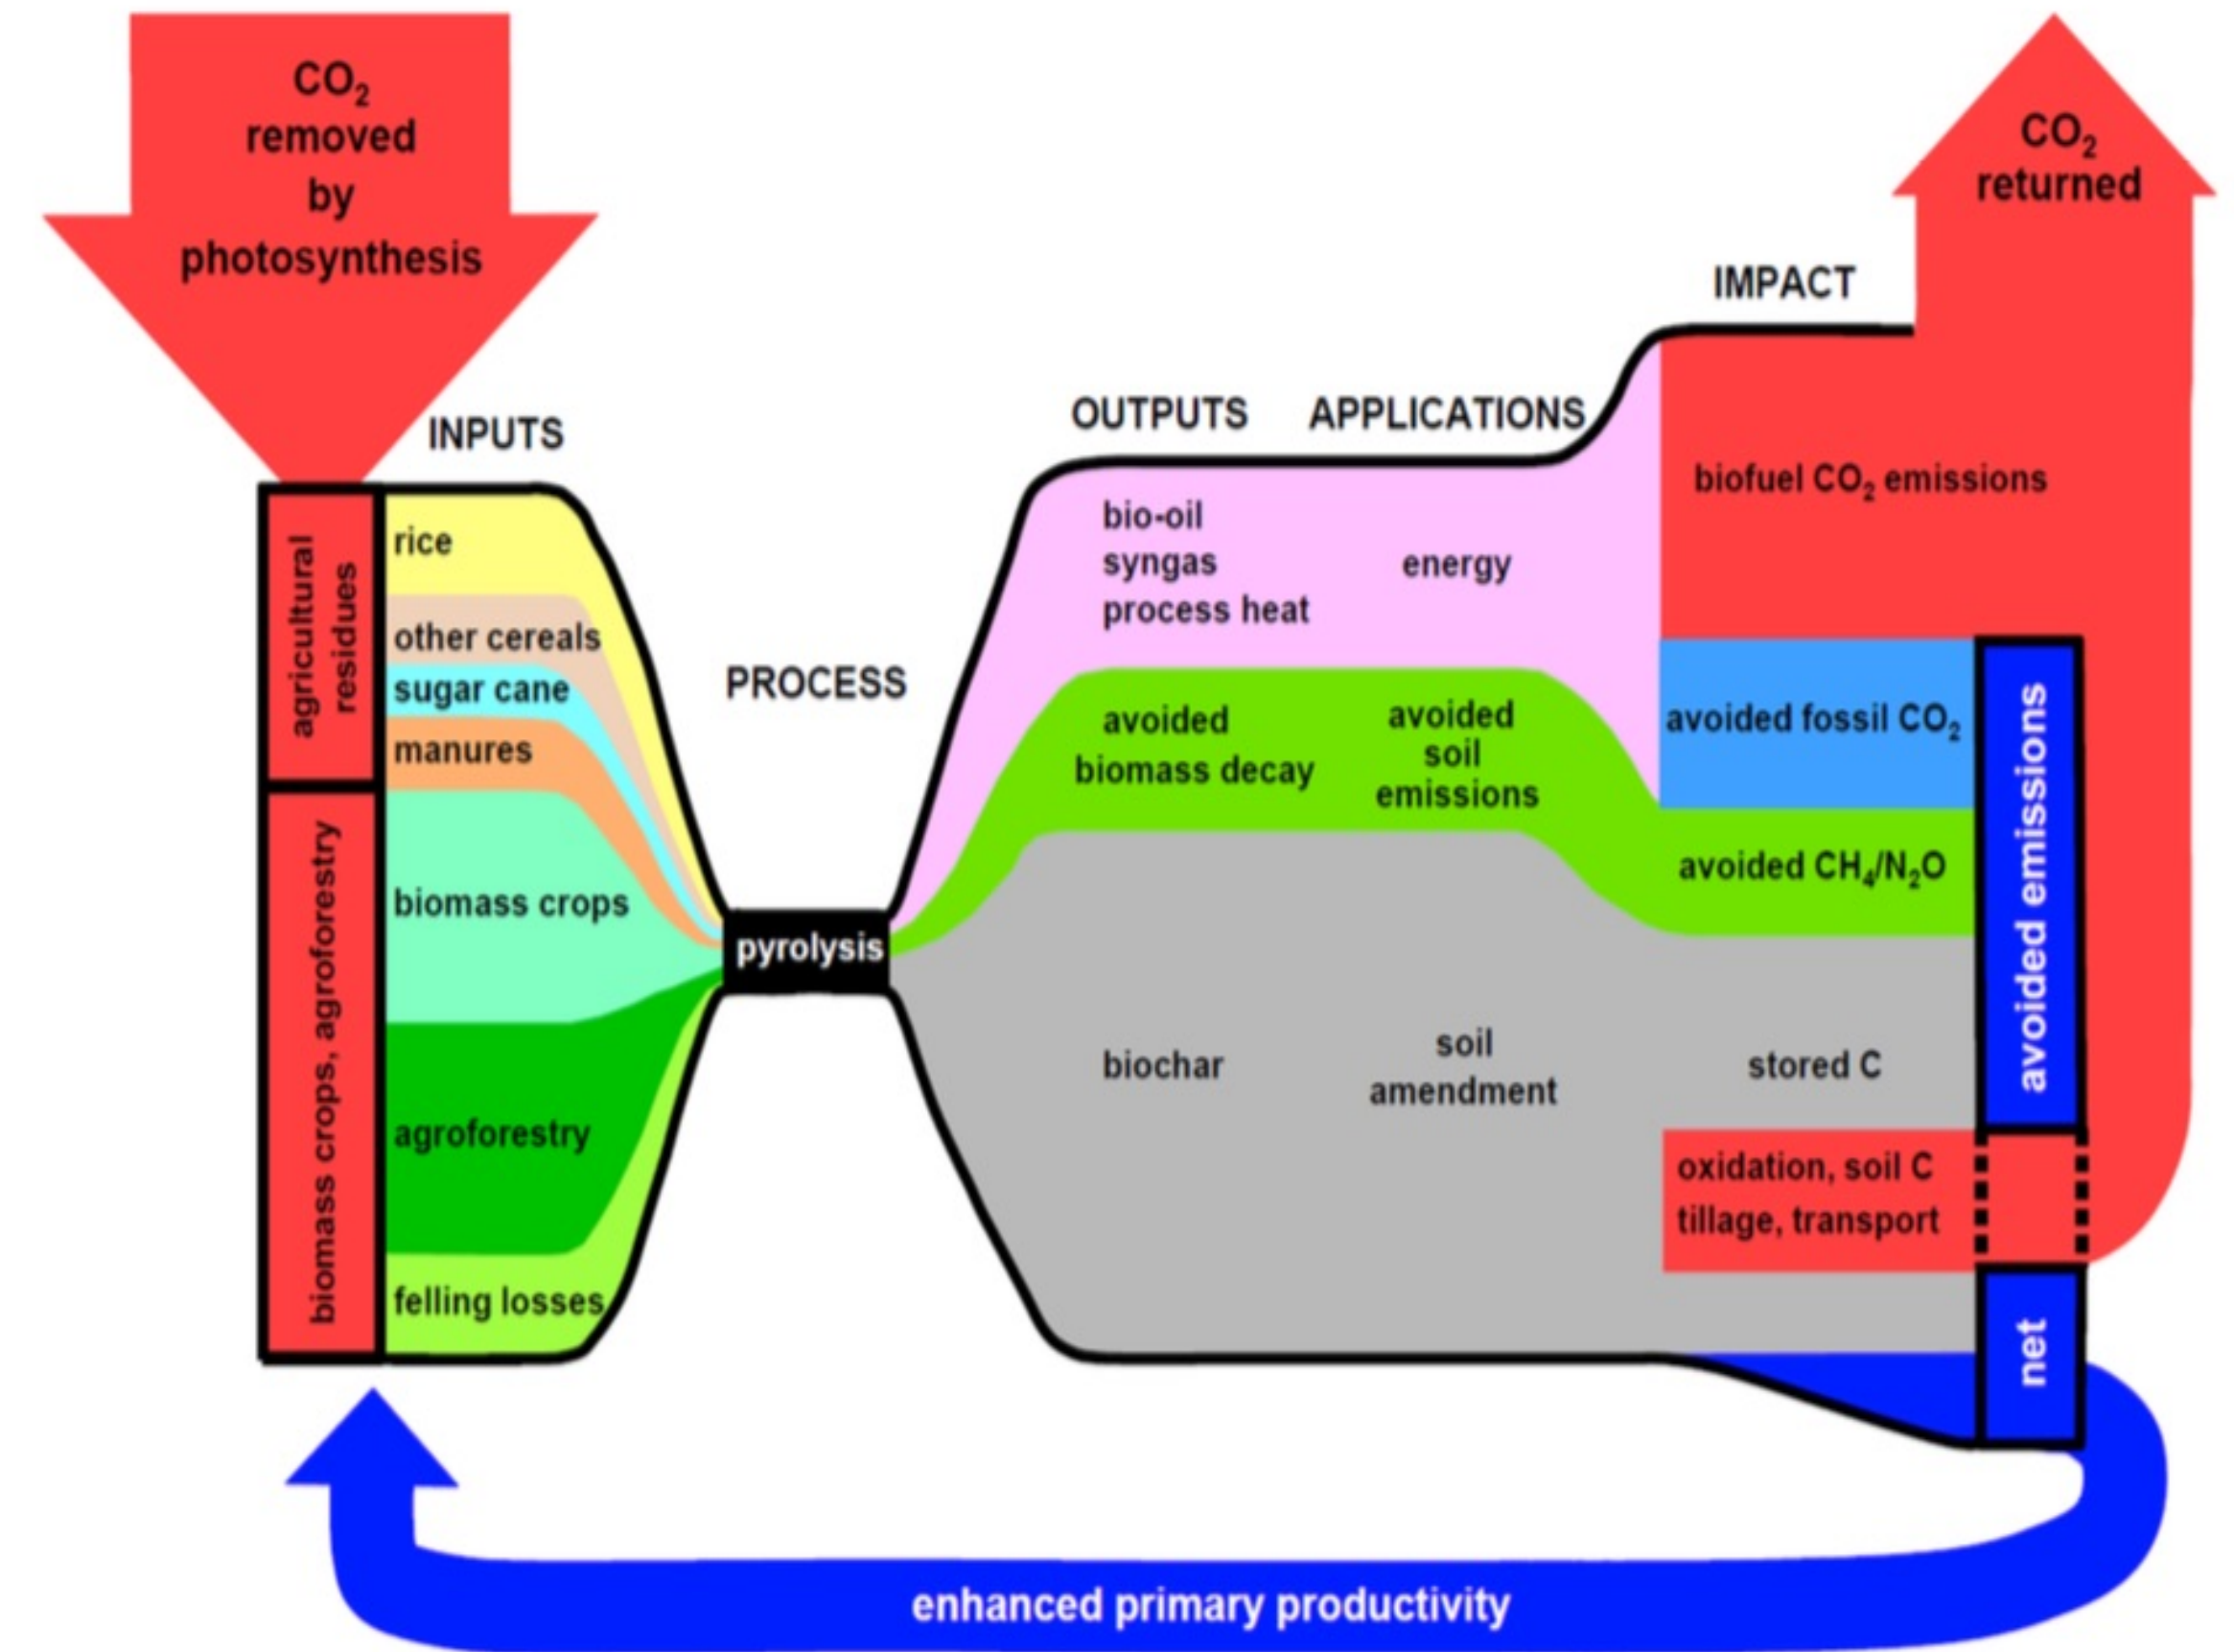 CO₂
removed
by
photosynthesis
CO₂
returned
INPUTS
PROCESS
OUTPUTS
APPLICATIONS
IMPACT
agricultural
residues
biomass crops, agroforestry
rice
other cereals
sugar cane
manures
biomass crops
agroforestry
felling losses
pyrolysis
bio-oil
syngas
process heat
energy
avoided
biomass decay
avoided
soil
emissions
biochar
soil
amendment
biofuel CO₂ emissions
avoided fossil CO₂
avoided CH₄/N₂O
stored C
oxidation, soil C
tillage, transport
avoided emissions
net
enhanced primary productivity